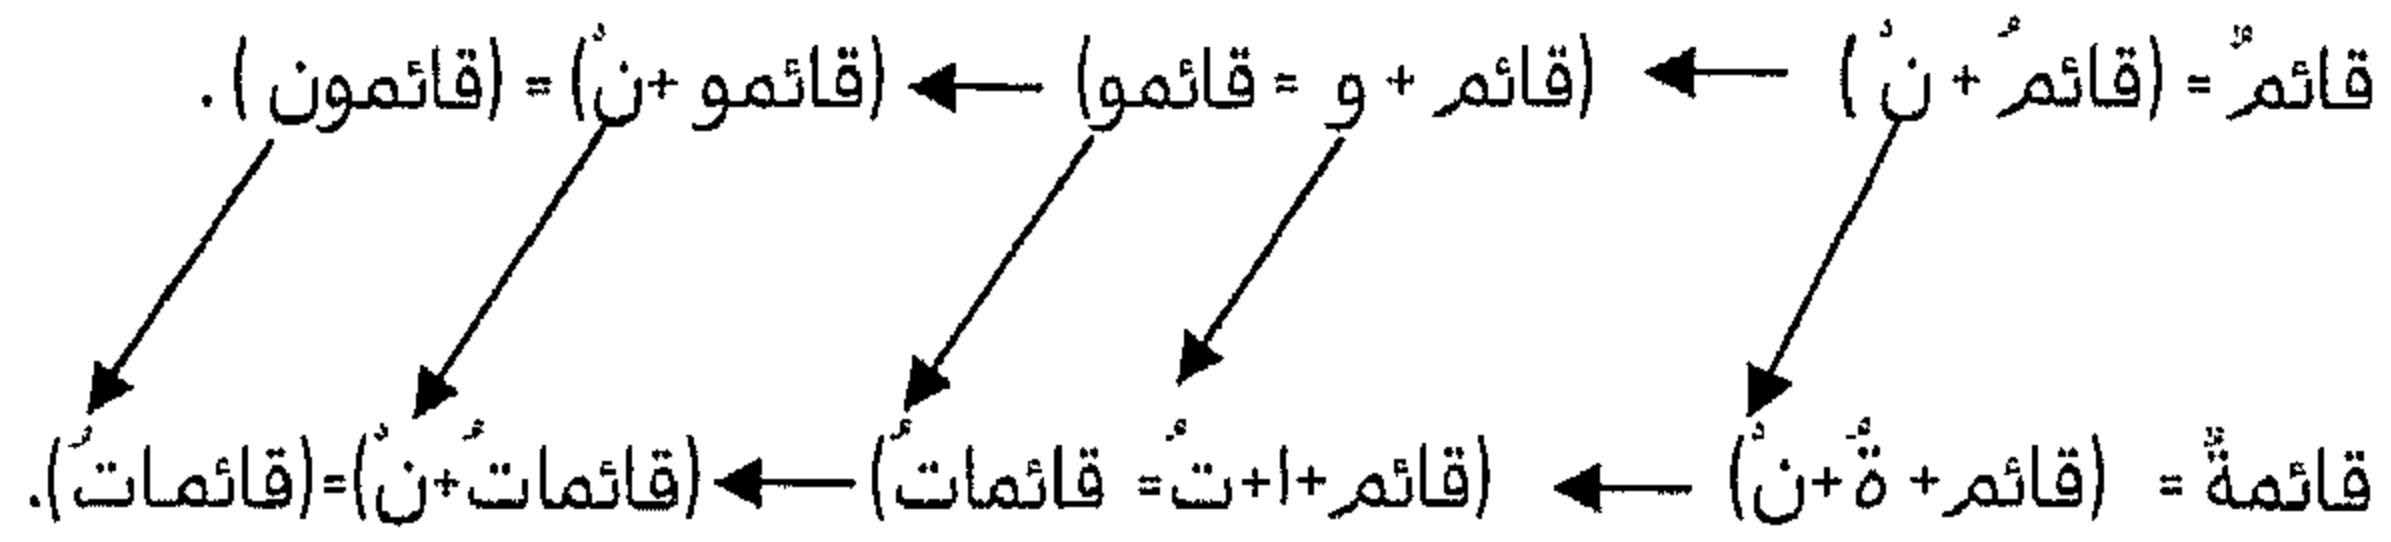 قائمٌ = (قائمُ + نْ) ← (قائم + و = قائمو) ← (قائمو + نْ) = (قائمون).
قائمةٌ = (قائم + ةُ + نْ) ← (قائم + ا + تُ = قائماتُ) ← (قائماتُ + نْ) = (قائماتُ).